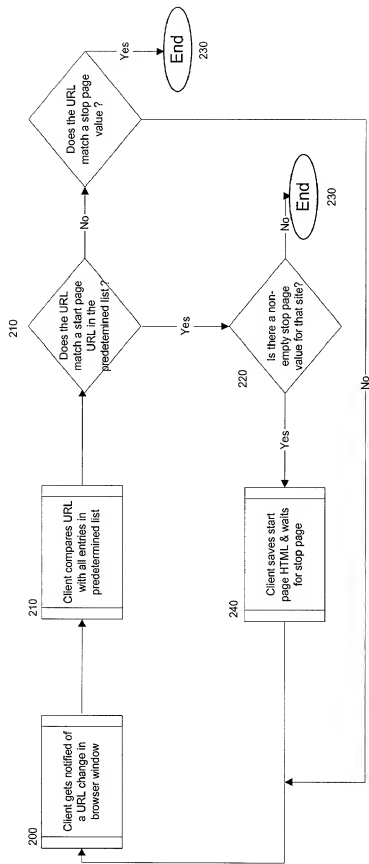 200
Client gets notified of
a URL change in
browser window
210
Client compares URL
with all entries in
predetermined list
210
Does the URL
match a start page
URL in the
predetermined list ?
No
Does the URL
match a stop page
value ?
Yes
End
230
Yes
220
Is there a non-
empty stop page
value for that site?
No
End
230
Yes
240
Client saves start
page HTML & waits
for stop page
No